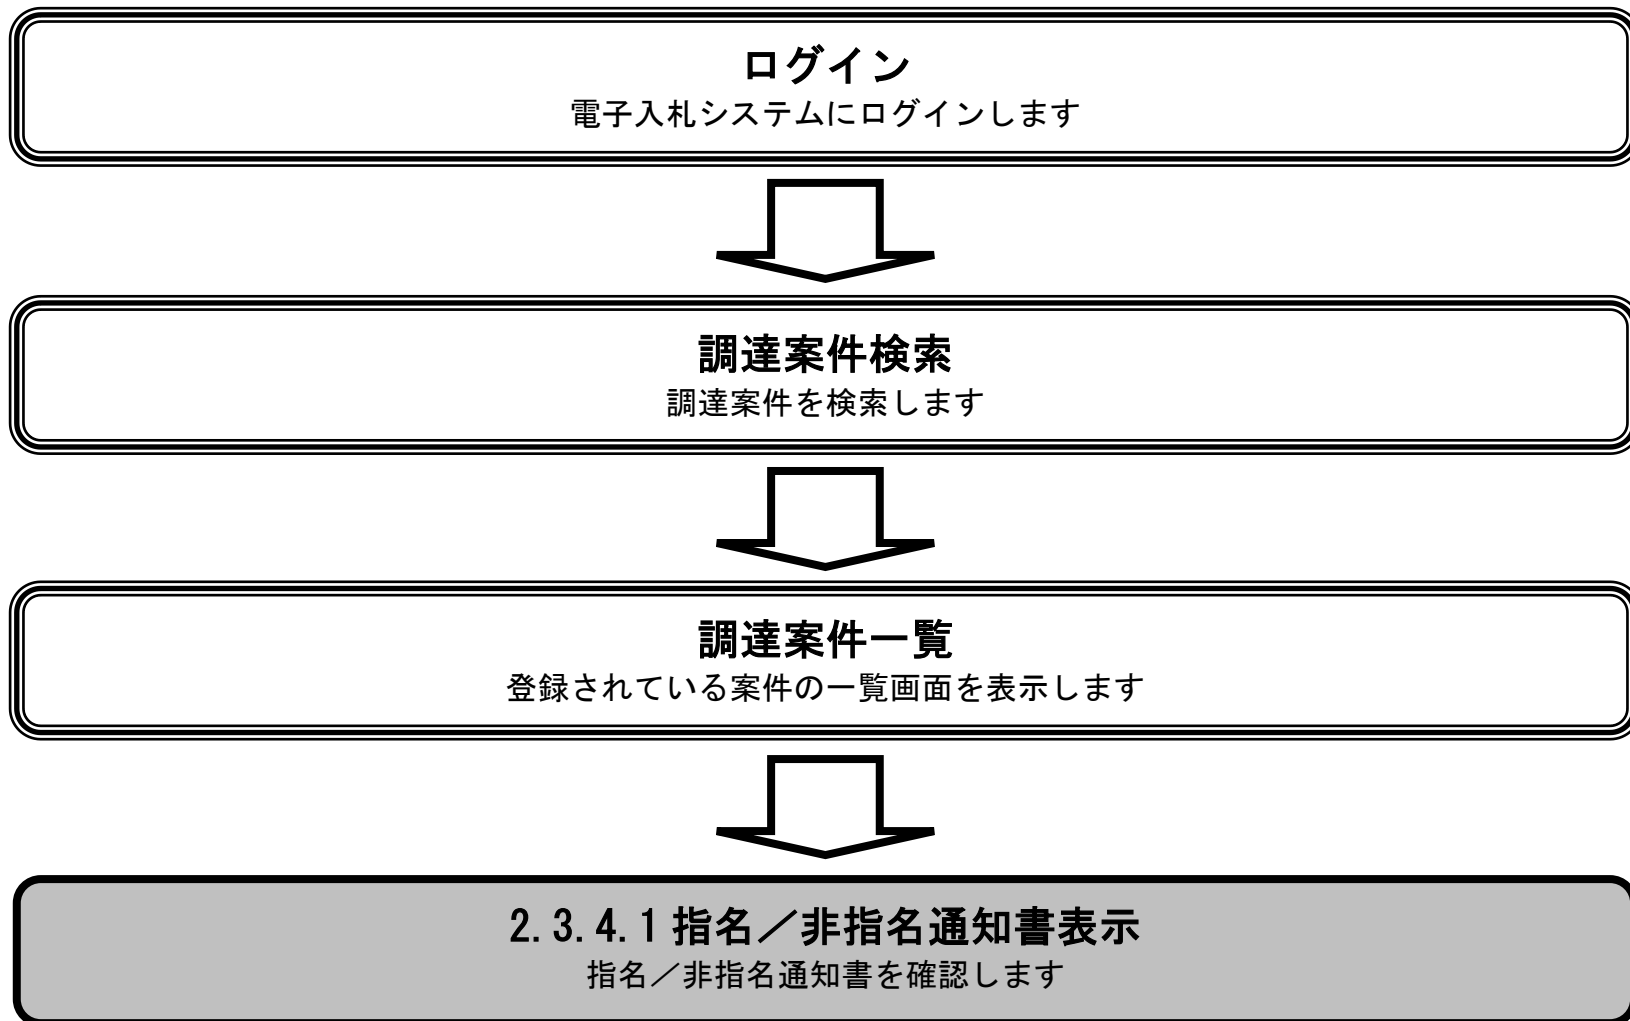 ログイン
電子入札システムにログインします
調達案件検索
調達案件を検索します
調達案件一覧
登録されている案件の一覧画面を表示します
2.3.4.1 指名／非指名通知書表示
指名／非指名通知書を確認します